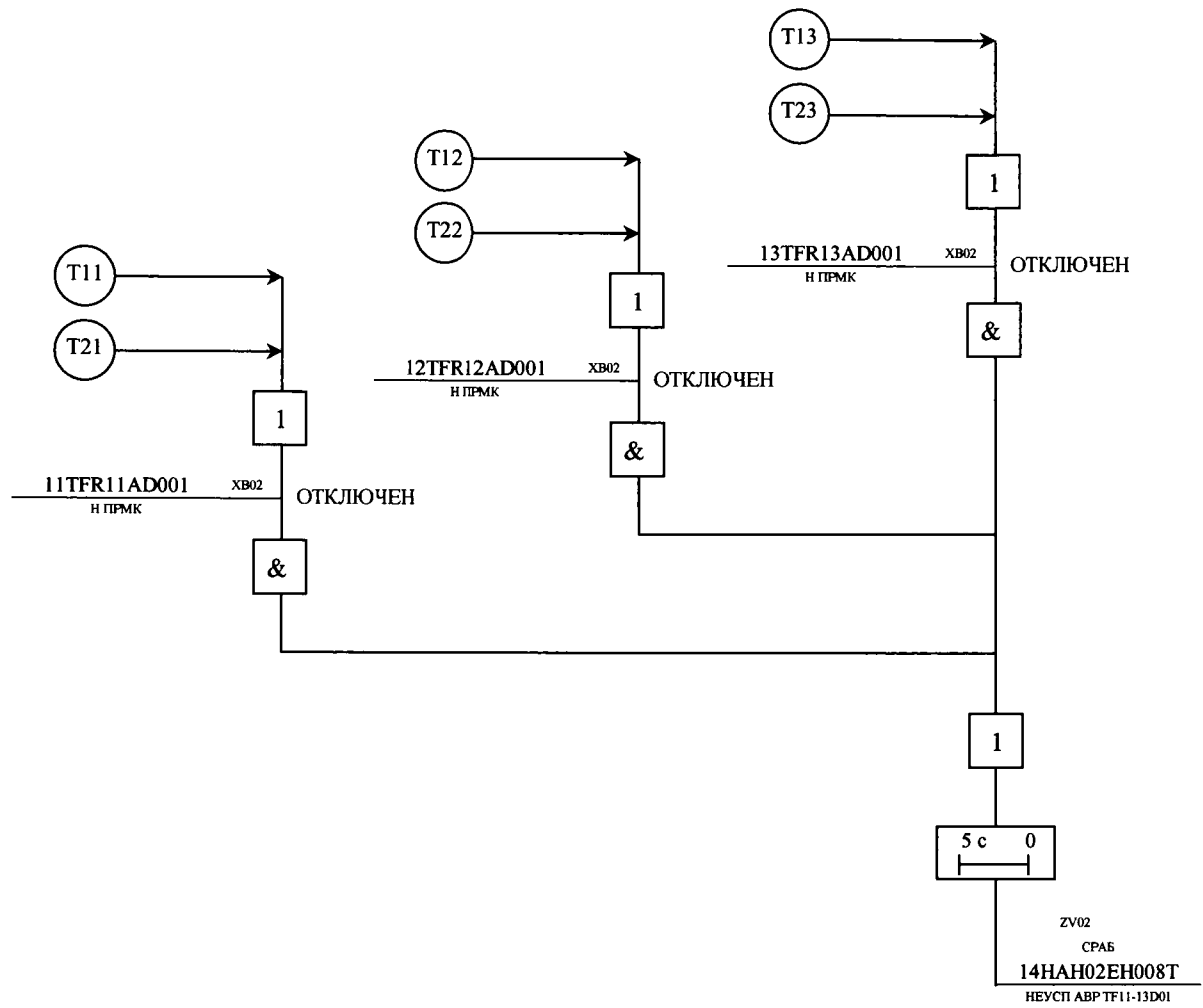 T13
T23
1
13TFR13AD001 XB02 ОТКЛЮЧЕН
Н ПРМК
&
T12
T22
1
12TFR12AD001 XB02 ОТКЛЮЧЕН
Н ПРМК
&
T11
T21
1
11TFR11AD001 XB02 ОТКЛЮЧЕН
Н ПРМК
&
1
5 с 0
ZV02
СРАБ
14HAH02EH008T
НЕУСП АВР TF11-13D01